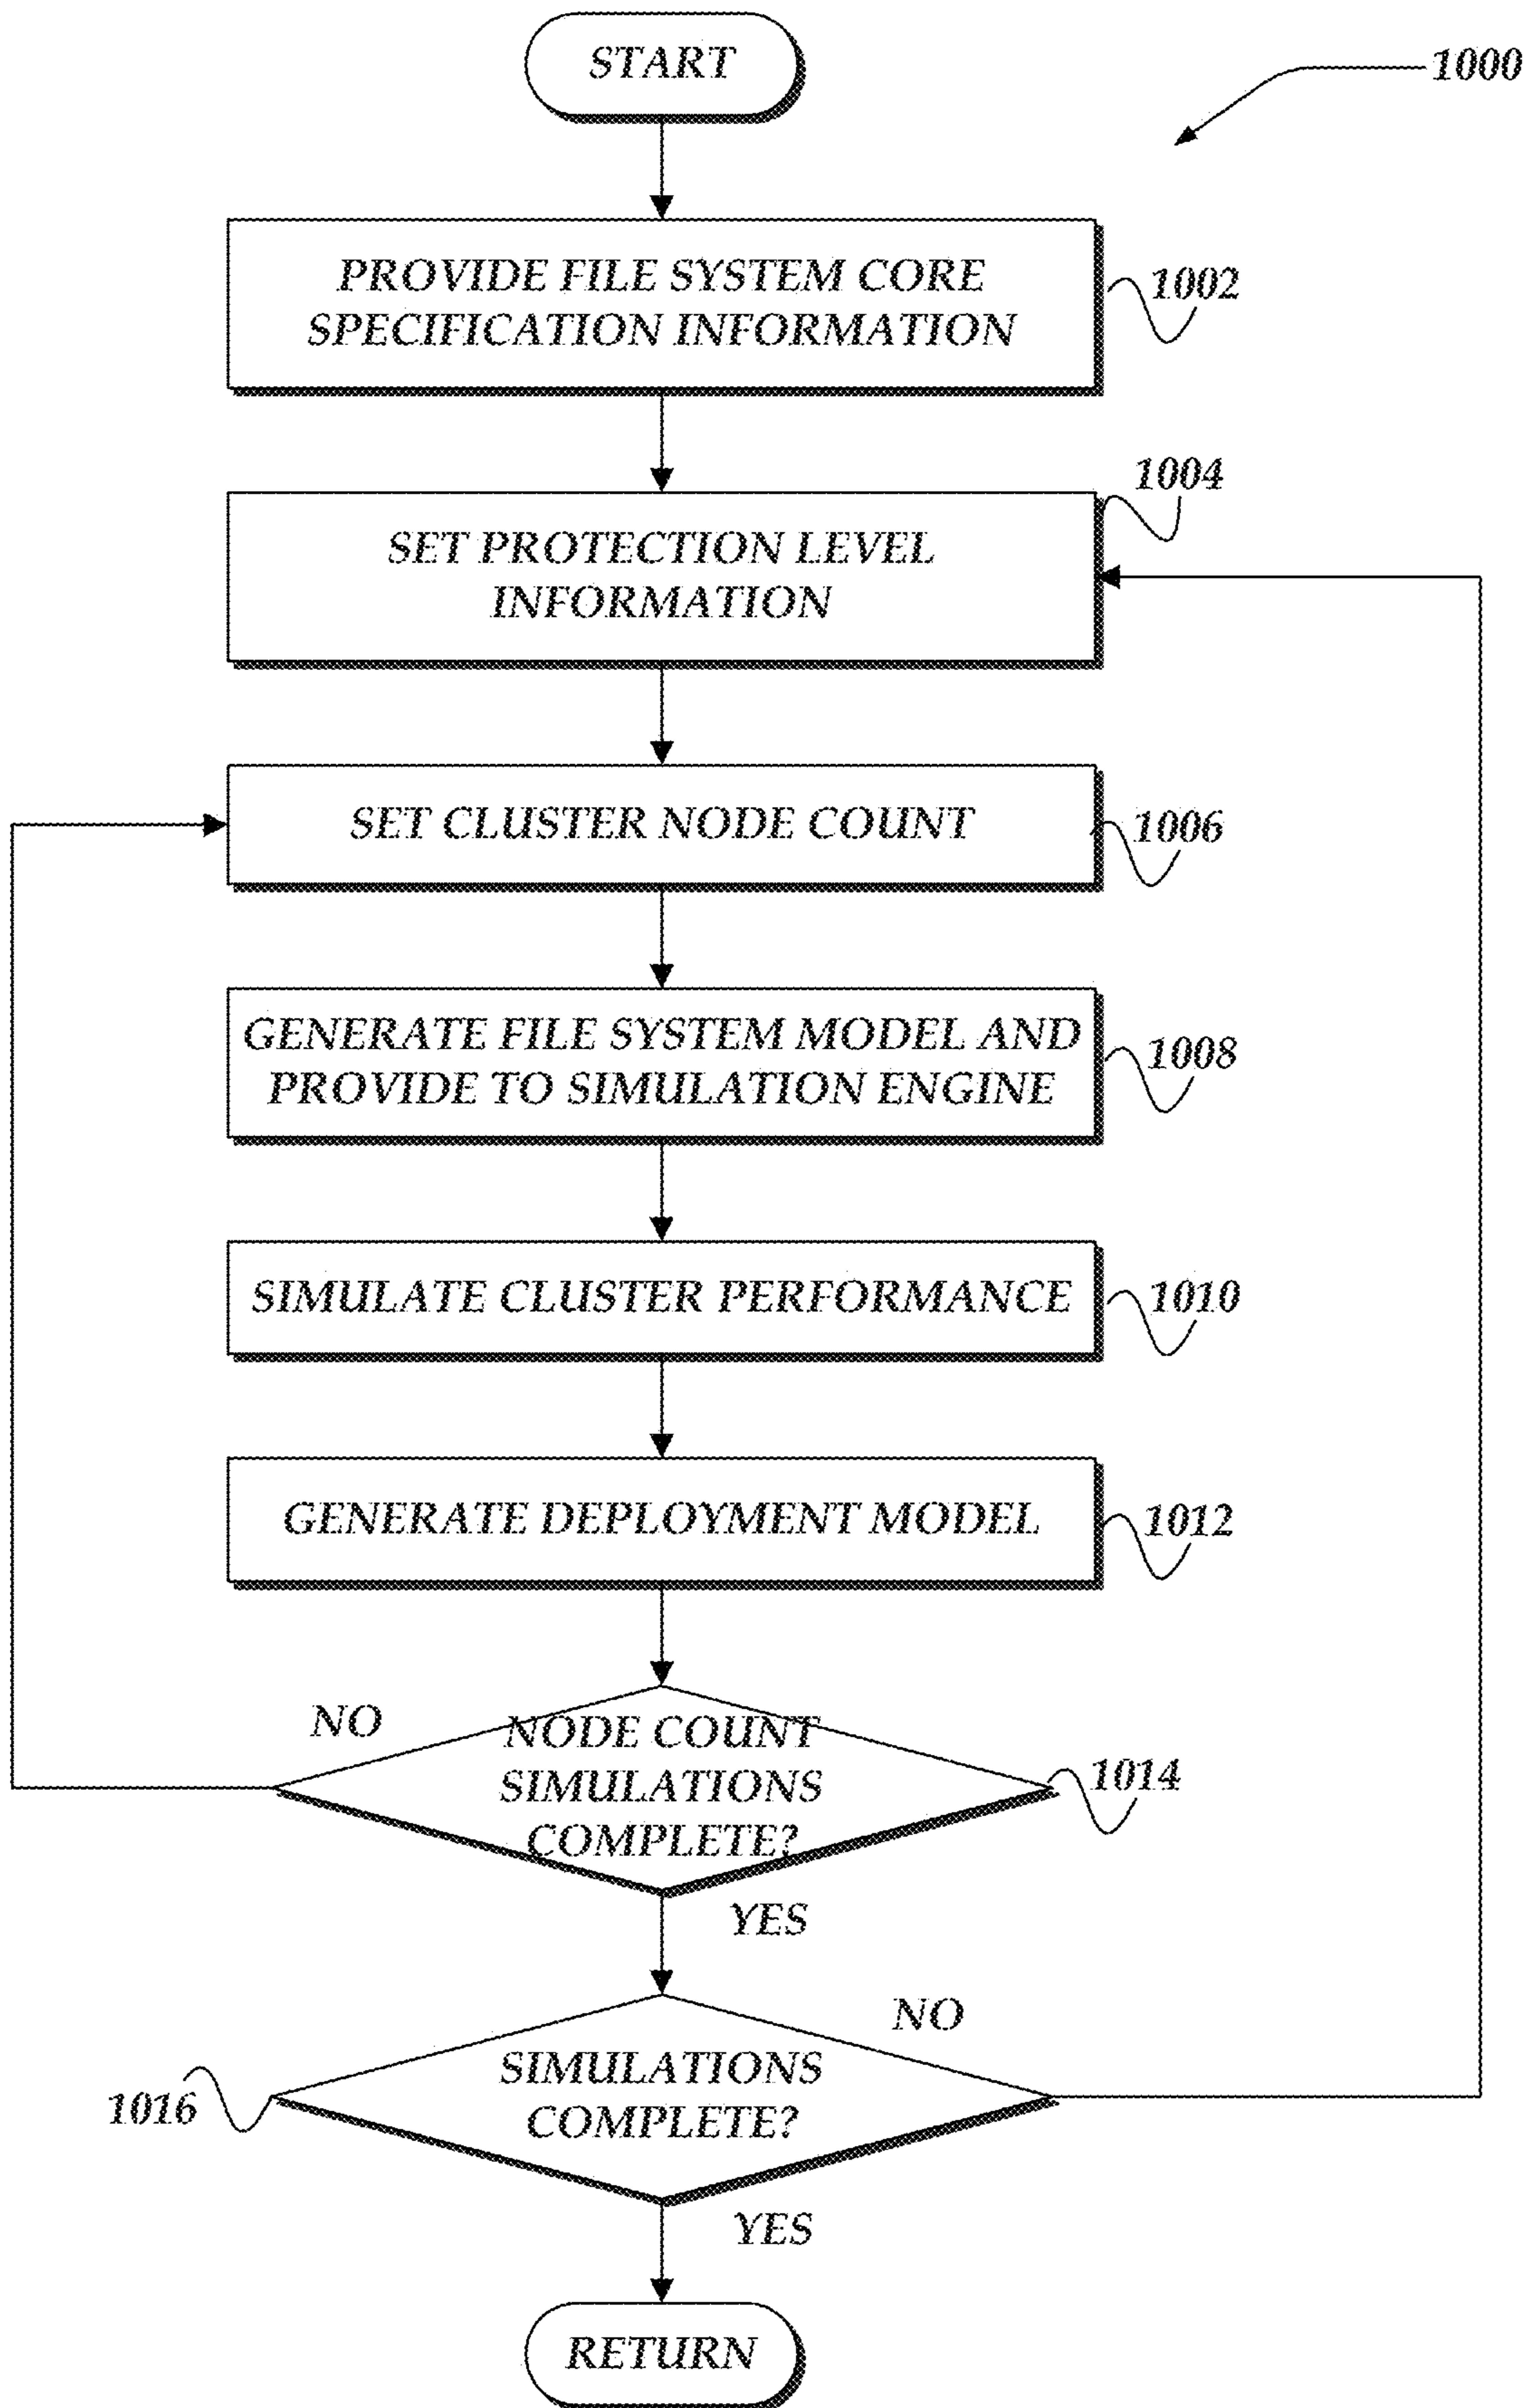 START
1000
PROVIDE FILE SYSTEM CORE
SPECIFICATION INFORMATION
1002
1004
SET PROTECTION LEVEL
INFORMATION
SET CLUSTER NODE COUNT
1006
GENERATE FILE SYSTEM MODEL AND
PROVIDE TO SIMULATION ENGINE
1008
SIMULATE CLUSTER PERFORMANCE
1010
GENERATE DEPLOYMENT MODEL
1012
NO
NODE COUNT
SIMULATIONS
COMPLETE?
1014
YES
NO
SIMULATIONS
COMPLETE?
1016
YES
RETURN